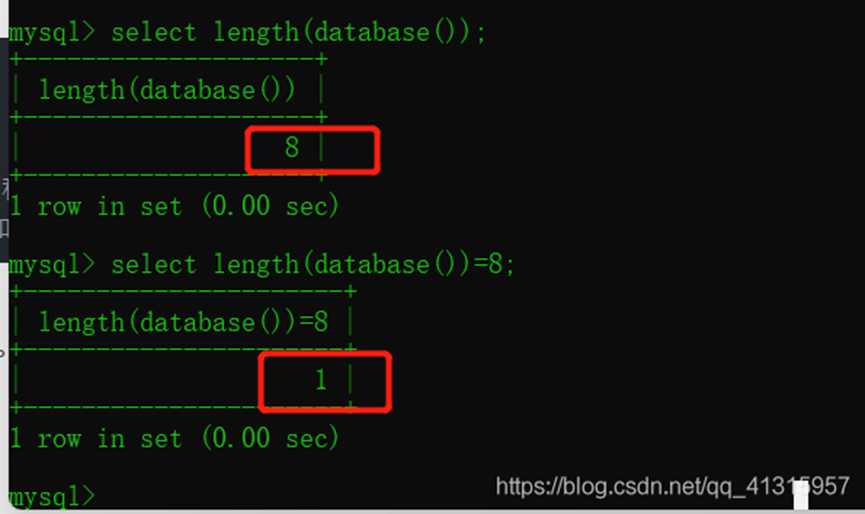 mysql> select length(database());
+--------------------+
| length(database()) |
+--------------------+
|                  8 |
+--------------------+
1 row in set (0.00 sec)
mysql> select length(database())=8;
+----------------------+
| length(database())=8 |
+----------------------+
|                    1 |
+----------------------+
1 row in set (0.00 sec)
mysql>
https://blog.csdn.net/qq_41315957